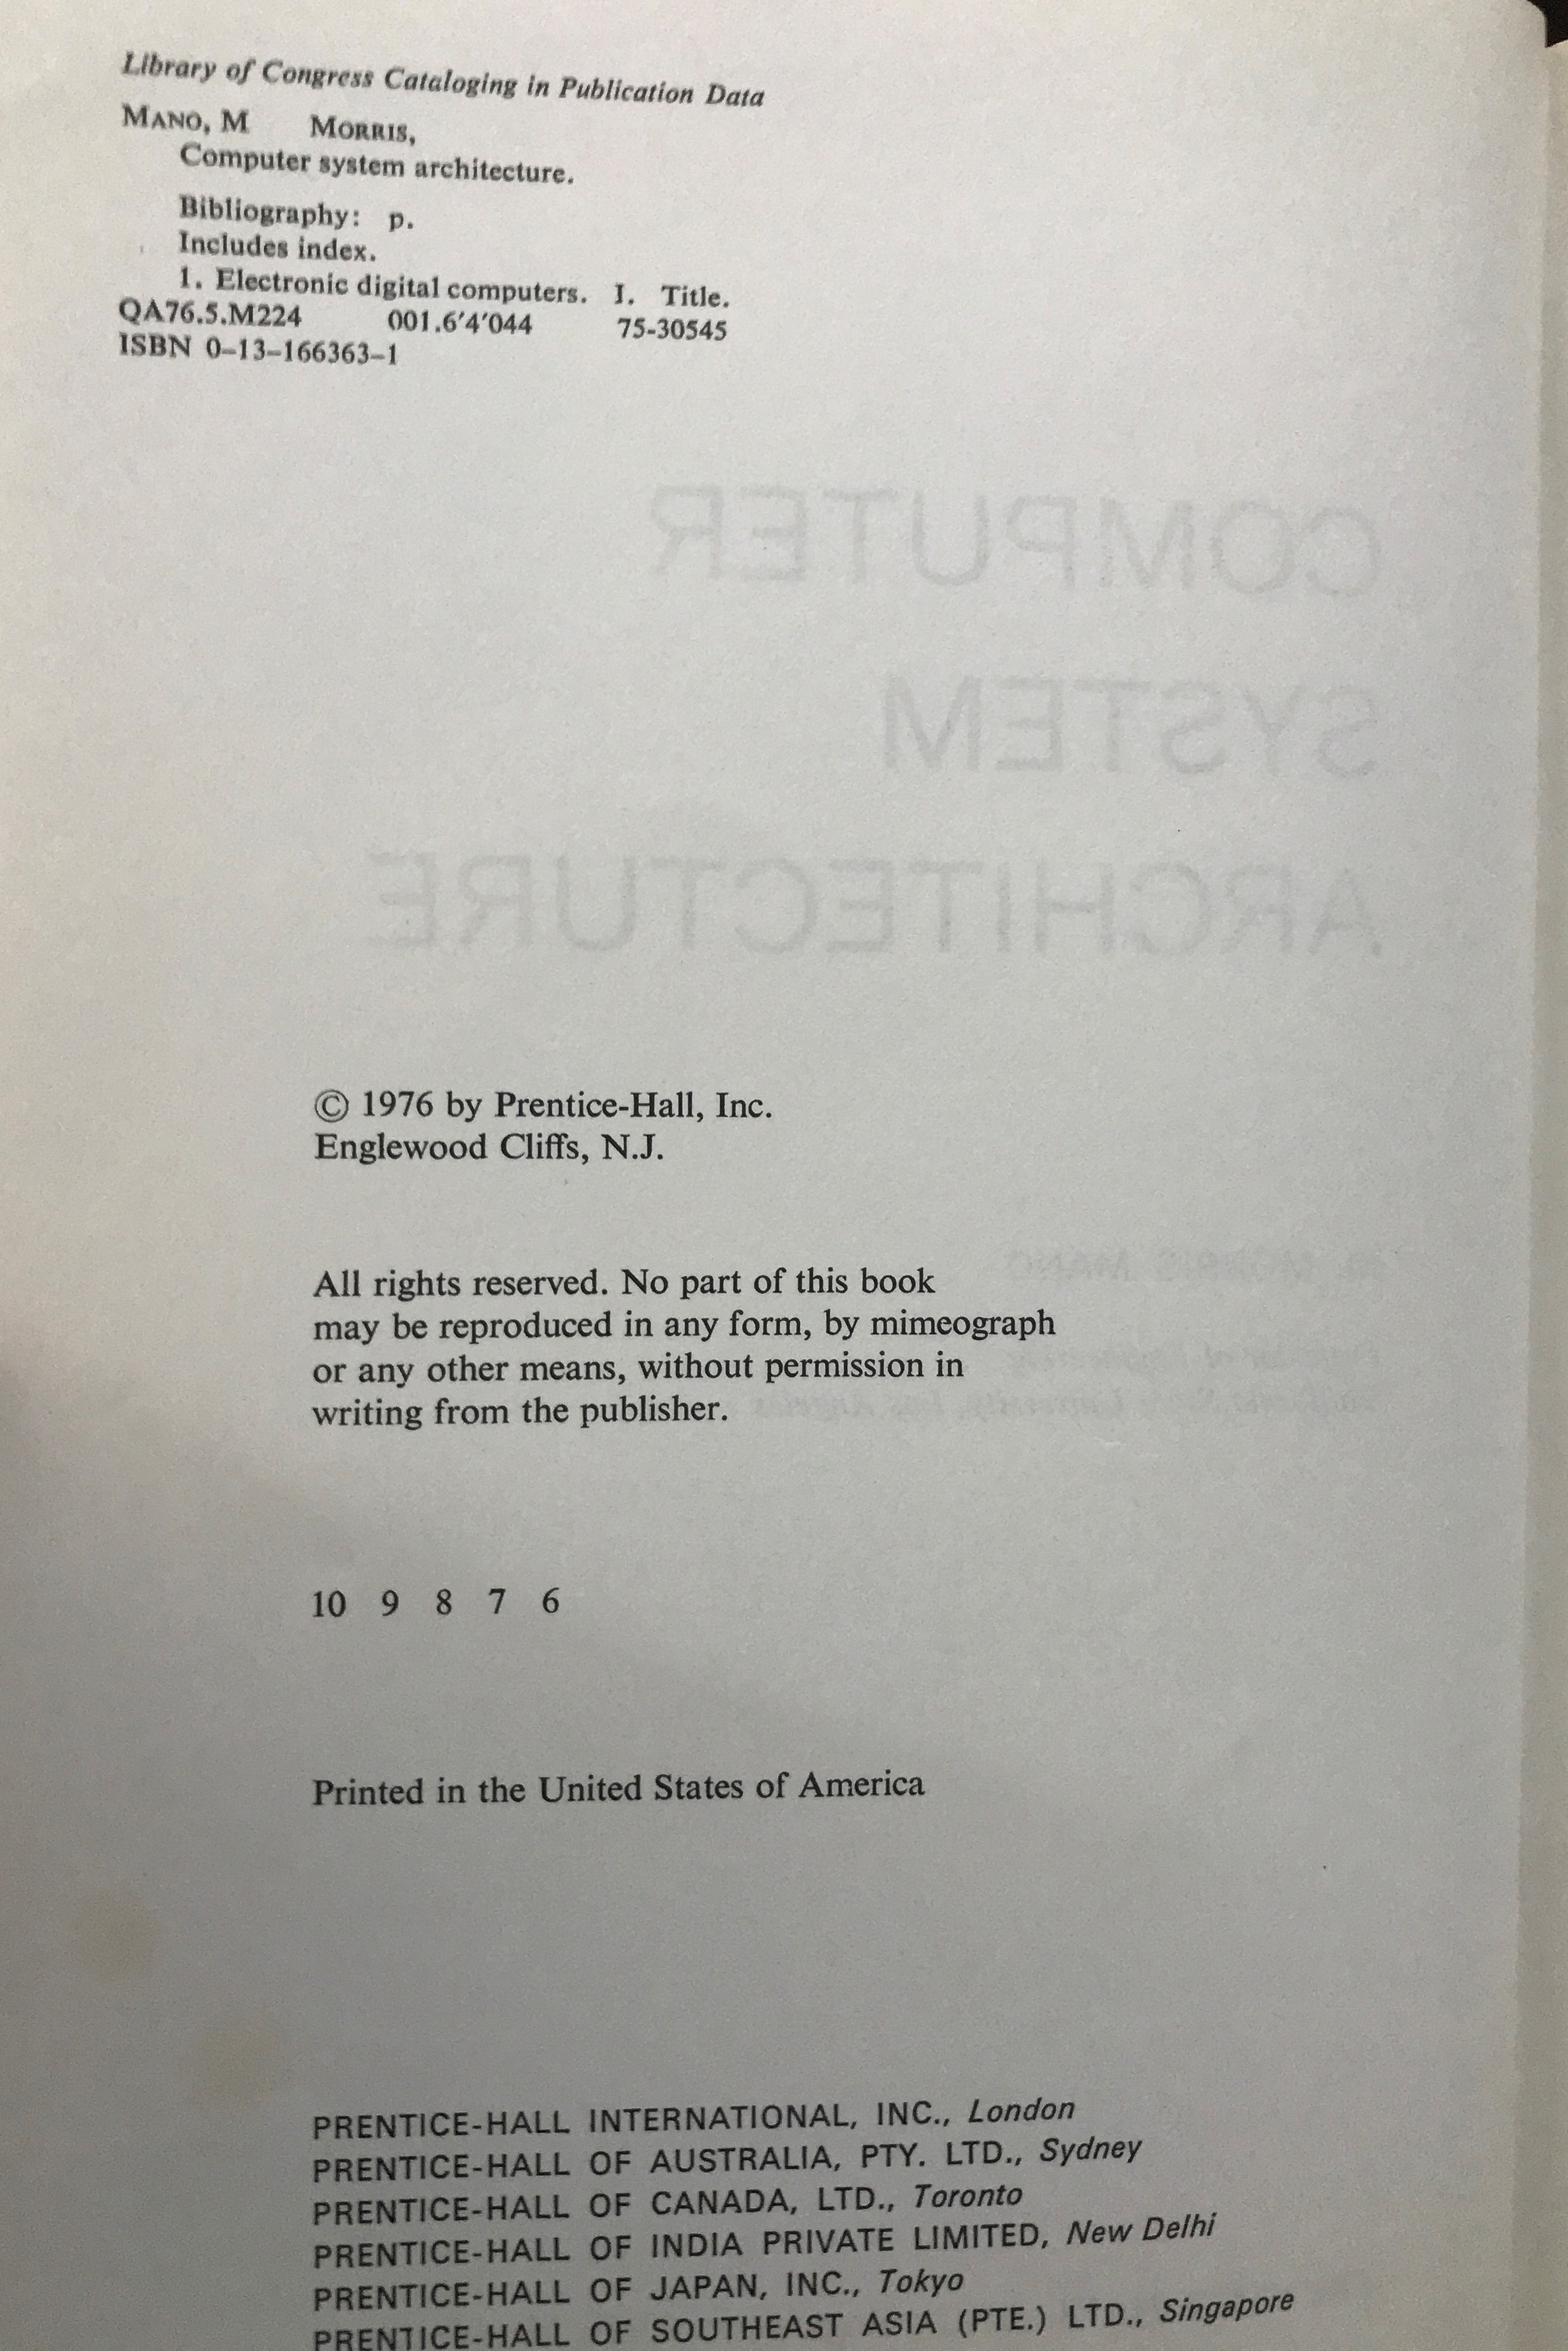 Library of Congress Cataloging in Publication Data
MANO, M MORRIS,
Computer system architecture.
Bibliography: p.
Includes index.
1. Electronic digital computers. I. Title.
QA76.5.M224 001.6'4'044 75-30545
ISBN 0–13–166363–1
COMPUTER
SYSTEM
ARCHITECTURE
© 1976 by Prentice-Hall, Inc.
Englewood Cliffs, N.J.
MANO
All rights reserved. No part of this book
may be reproduced in any form, by mimeograph
or any other means, without permission in
writing from the publisher.
10 9 8 7 6
Printed in the United States of America
PRENTICE-HALL INTERNATIONAL, INC., London
PRENTICE-HALL OF AUSTRALIA, PTY. LTD., Sydney
PRENTICE-HALL OF CANADA, LTD., Toronto
PRENTICE-HALL OF INDIA PRIVATE LIMITED, New Delhi
PRENTICE-HALL OF JAPAN, INC., Tokyo
PRENTICE-HALL OF SOUTHEAST ASIA (PTE.) LTD., Singapore